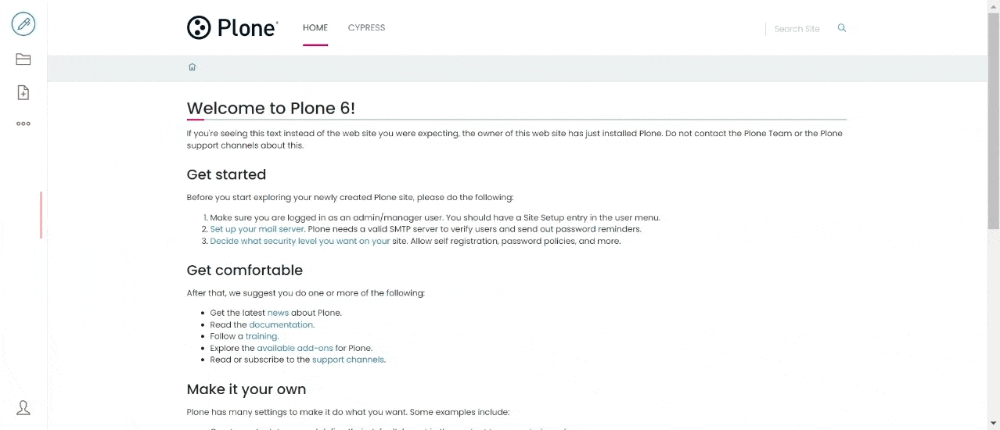 Plone
HOME
CYPRESS
Search Site
Welcome to Plone 6!
If you're seeing this text instead of the web site you were expecting, the owner of this web site has just installed Plone. Do not contact the Plone Team or the Plone
support channels about this.
Get started
Before you start exploring your newly created Plone site, please do the following:
1. Make sure you are logged in as an admin/manager user. You should have a Site Setup entry in the user menu.
2. Set up your mail server. Plone needs a valid SMTP server to verify users and send out password reminders.
3. Decide what security level you want on your site. Allow self registration, password policies, and more.
Get comfortable
After that, we suggest you do one or more of the following:
• Get the latest news about Plone.
• Read the documentation.
• Follow a training.
• Explore the available add-ons for Plone.
• Read or subscribe to the support channels.
Make it your own
Plone has many settings to make it do what you want. Some examples include: